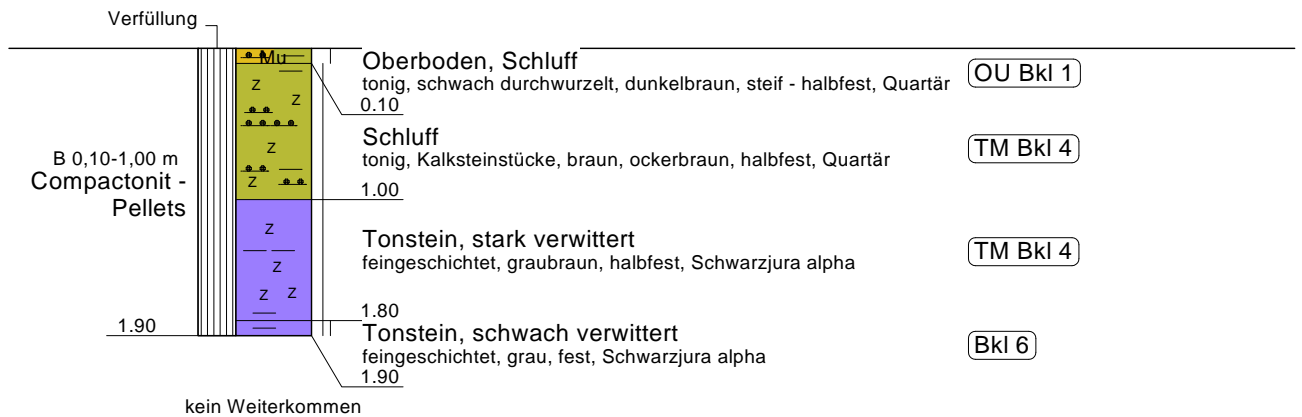 Verfüllung
Mu
Oberboden, Schluff
OU Bkl 1
tonig, schwach durchwurzelt, dunkelbraun, steif - halbfest, Quartär
Z
Z
0.10
Schluff
TM Bkl 4
tonig, Kalksteinstücke, braun, ockerbraun, halbfest, Quartär
Z
B 0,10-1,00 m
Compactonit -
Pellets
Z
1.00
Z
Tonstein, stark verwittert
TM Bkl 4
feingeschichtet, graubraun, halbfest, Schwarzjura alpha
Z
Z Z
1.80
1.90
Tonstein, schwach verwittert
Bkl 6
feingeschichtet, grau, fest, Schwarzjura alpha
1.90
kein Weiterkommen